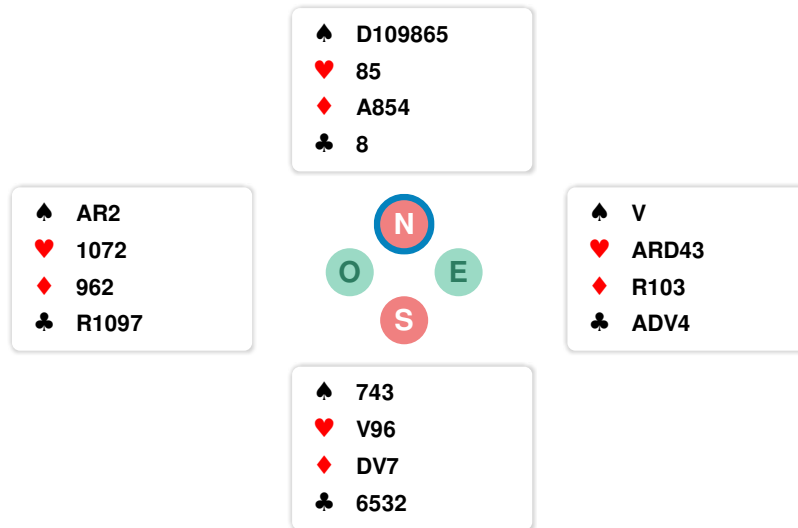 ♠ D109865
♥ 85
♦ A854
♣ 8
♠ AR2
♥ 1072
♦ 962
♣ R1097
N
O E
S
♠ V
♥ ARD43
♦ R103
♣ ADV4
♠ 743
♥ V96
♦ DV7
♣ 6532